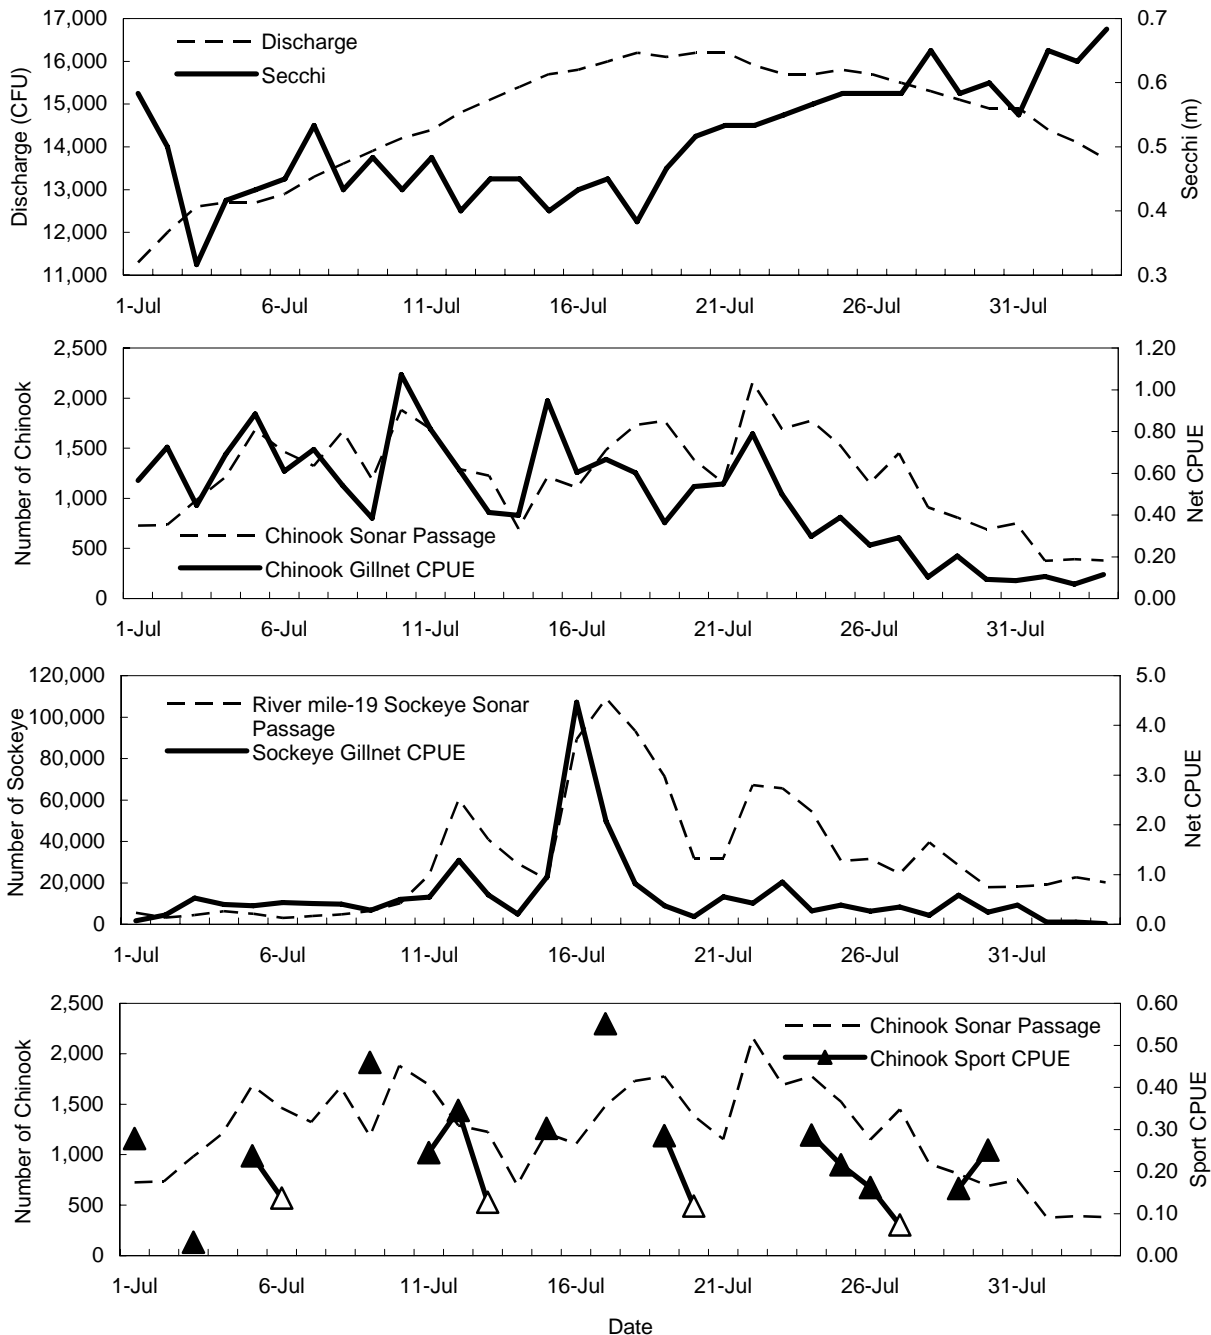 17,000
16,000
15,000
14,000
13,000
12,000
11,000
Discharge (CFU)
Discharge
Secchi
0.7
0.6
0.5
0.4
0.3
Secchi (m)
1-Jul 6-Jul 11-Jul 16-Jul 21-Jul 26-Jul 31-Jul
2,500
2,000
1,500
1,000
500
0
Number of Chinook
Chinook Sonar Passage
Chinook Gillnet CPUE
1.20
1.00
0.80
0.60
0.40
0.20
0.00
Net CPUE
1-Jul 6-Jul 11-Jul 16-Jul 21-Jul 26-Jul 31-Jul
120,000
100,000
80,000
60,000
40,000
20,000
0
Number of Sockeye
River mile-19 Sockeye Sonar
Passage
Sockeye Gillnet CPUE
5.0
4.0
3.0
2.0
1.0
0.0
Net CPUE
1-Jul 6-Jul 11-Jul 16-Jul 21-Jul 26-Jul 31-Jul
2,500
2,000
1,500
1,000
500
0
Number of Chinook
Chinook Sonar Passage
Chinook Sport CPUE
0.60
0.50
0.40
0.30
0.20
0.10
0.00
Sport CPUE
1-Jul 6-Jul 11-Jul 16-Jul 21-Jul 26-Jul 31-Jul
Date